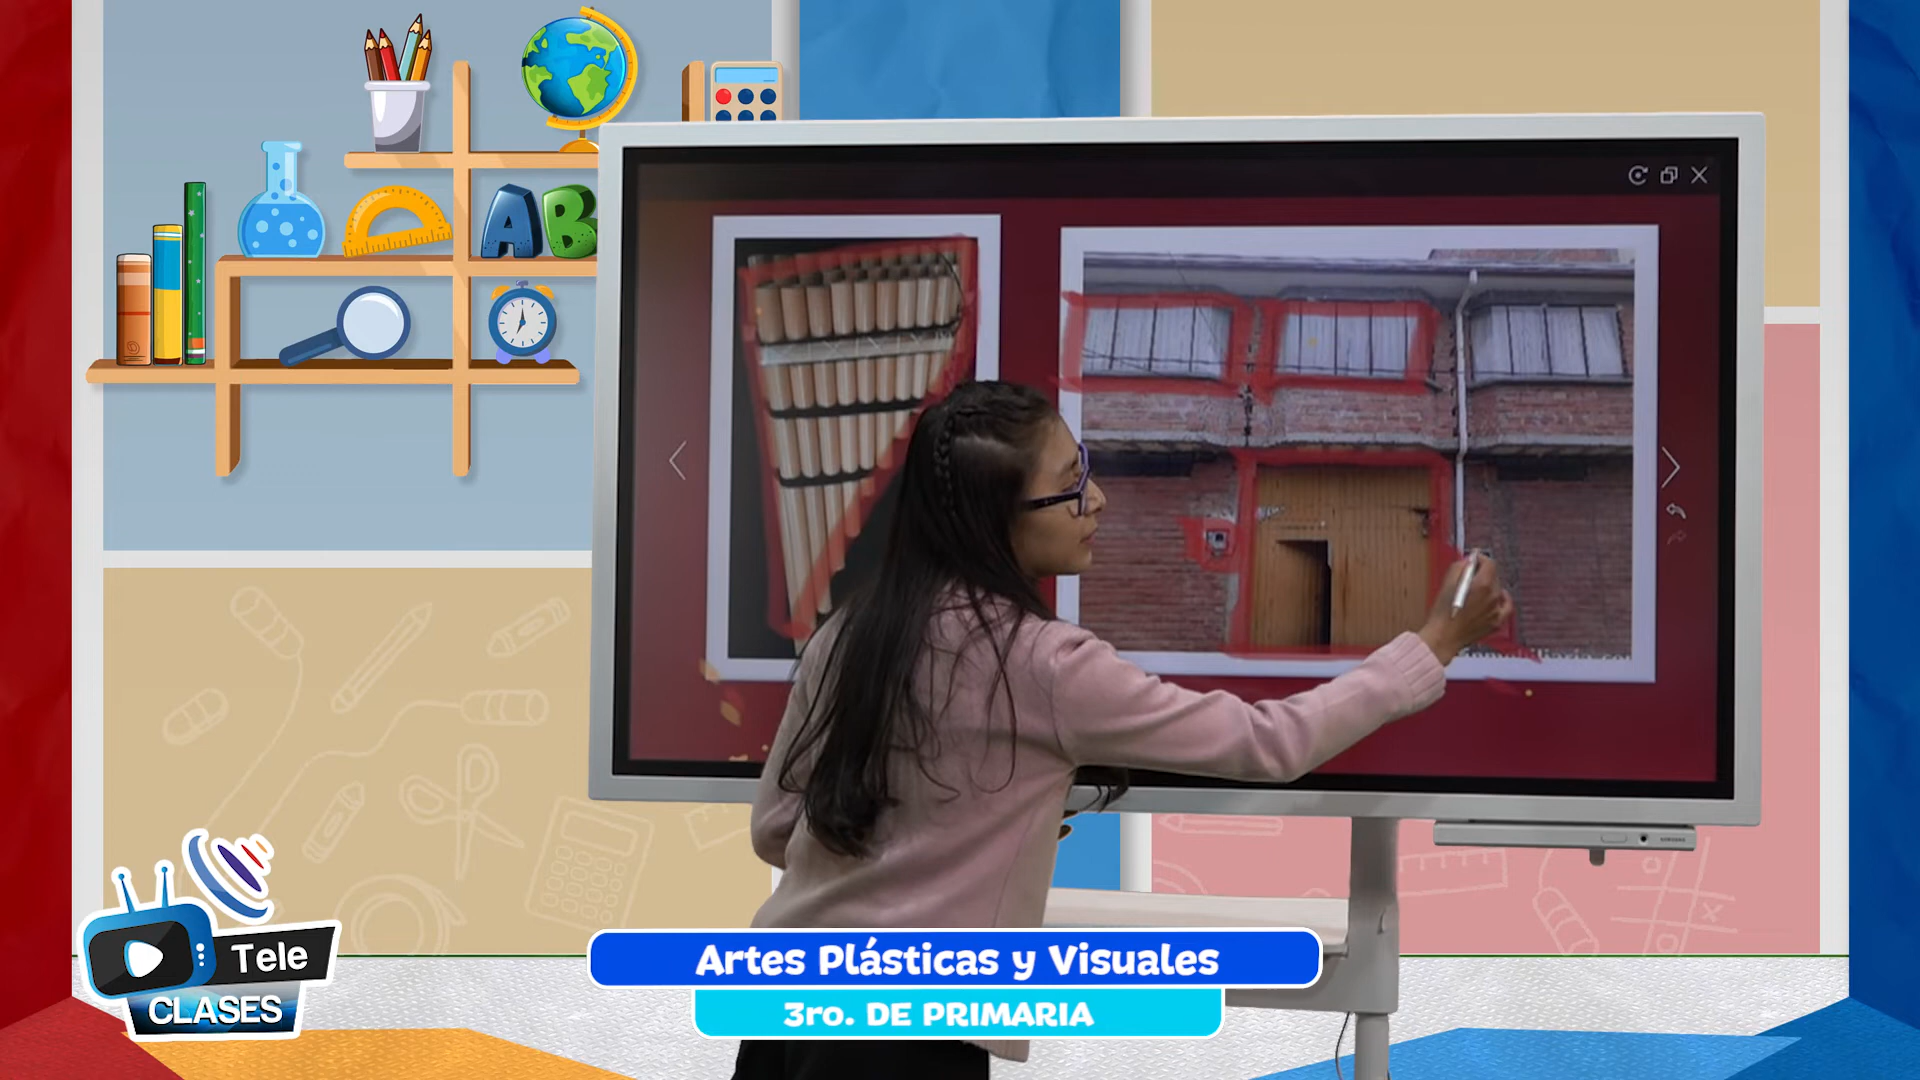 AB
Tele
CLASES
Artes Plásticas y Visuales
3ro. DE PRIMARIA